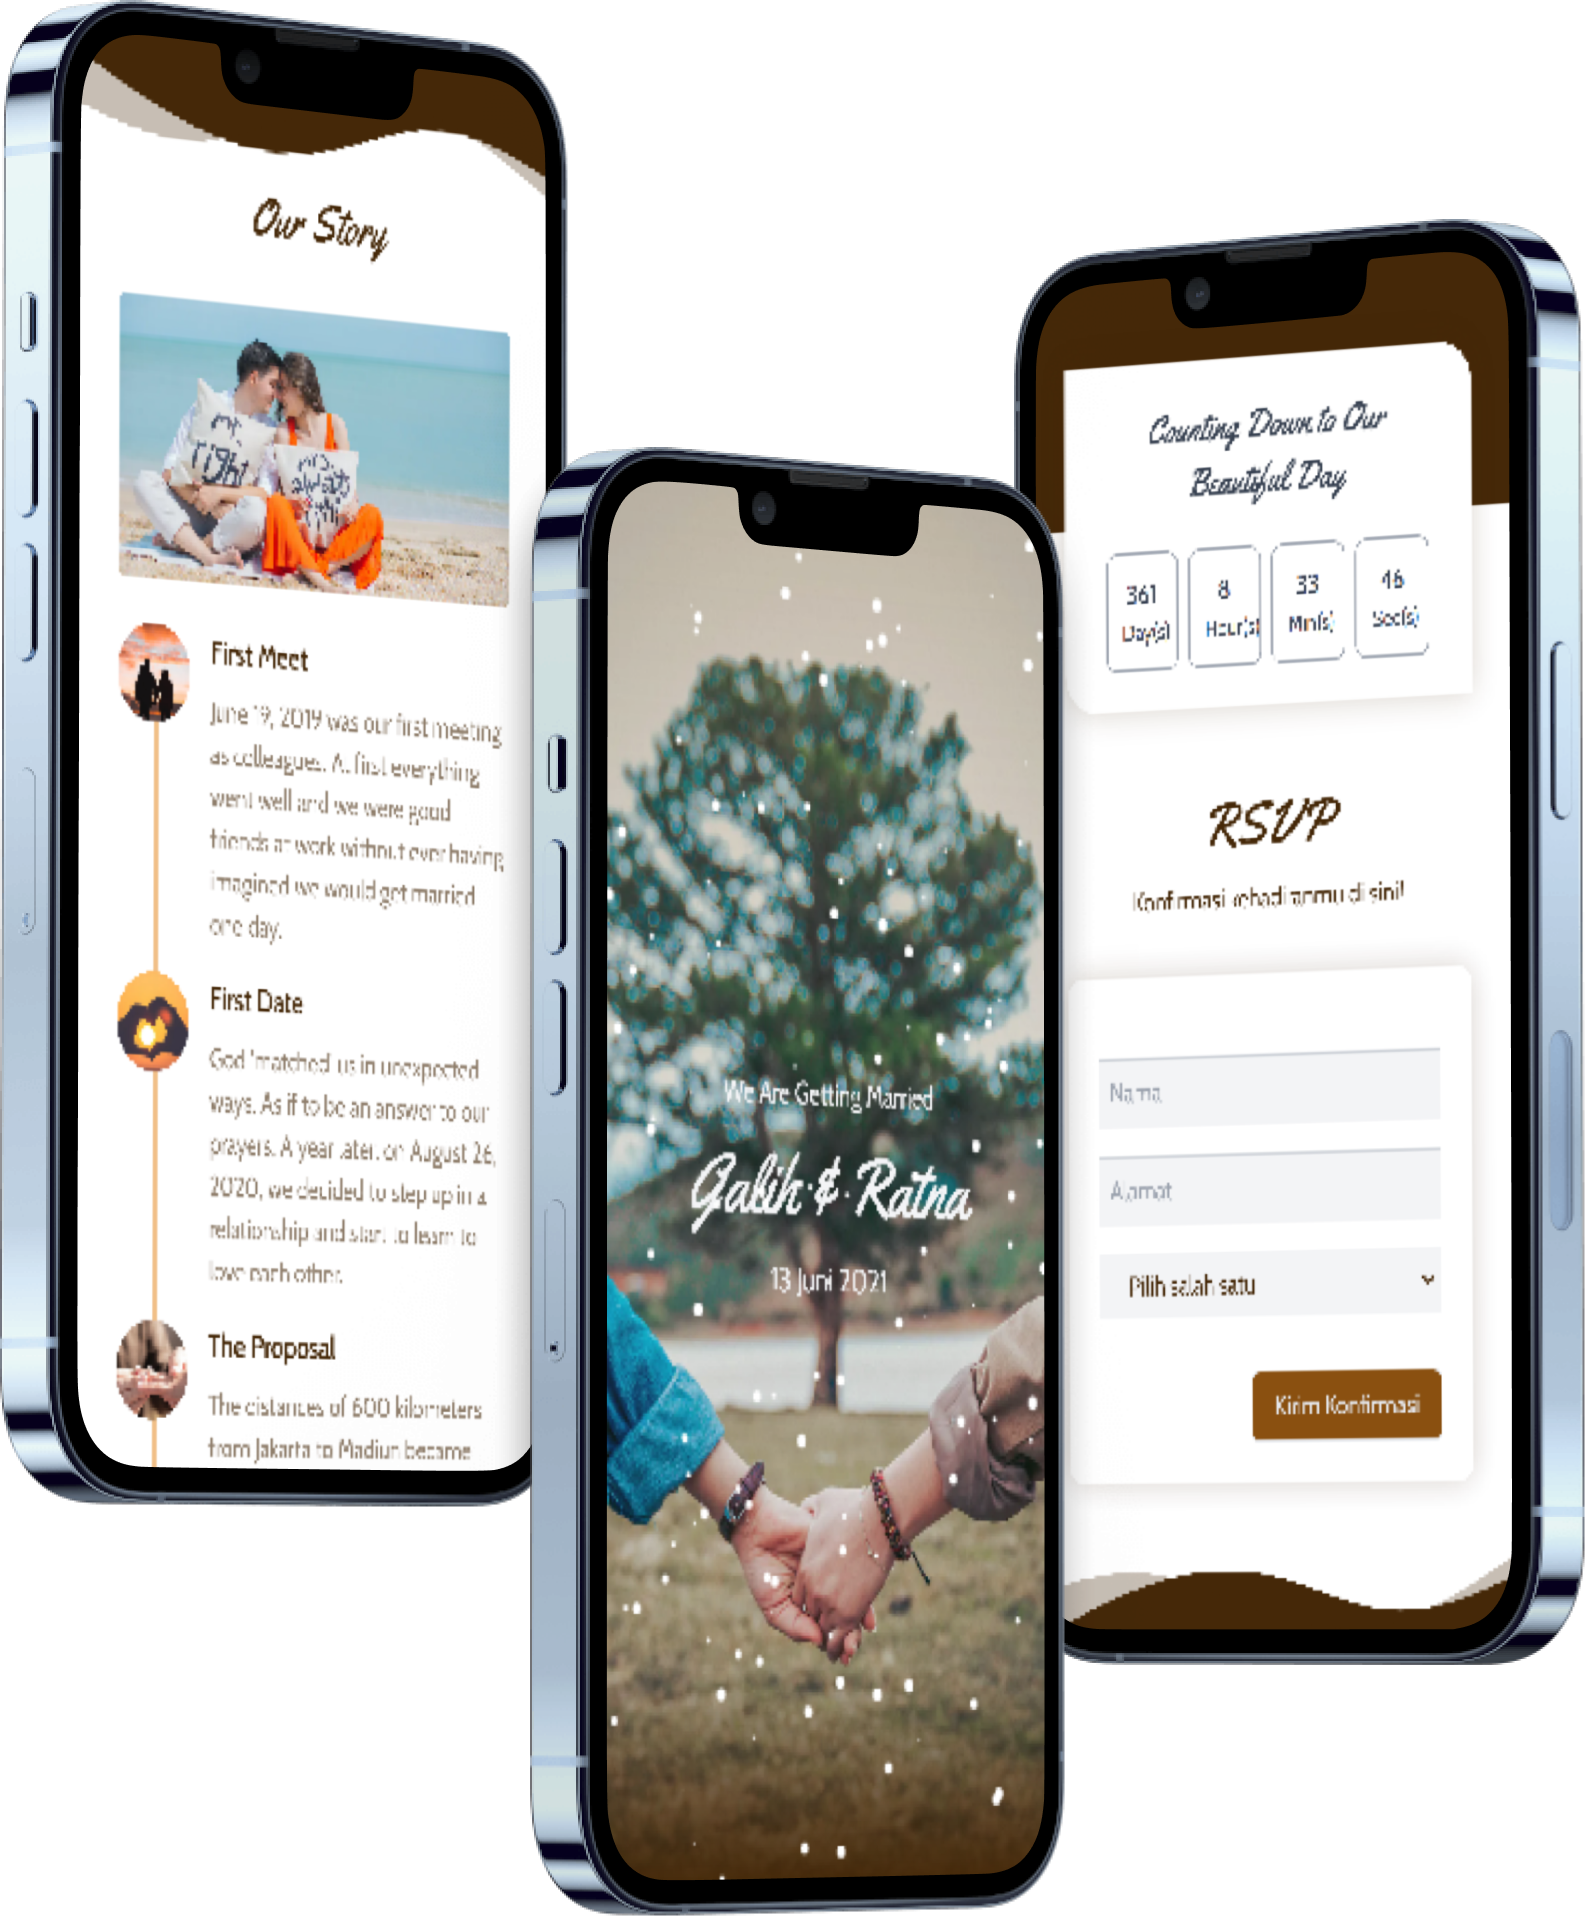 Our Story
mr.
right
mrs.
always
right
First Meet
June 19, 2019 was our first meeting
as colleagues. At first everything
went well and we were good
friends at work without ever having
imagined we would get married
one day.
First Date
God 'matched' us in unexpected
ways. As if to be an answer to our
prayers. A year later, on August 26,
2020, we decided to step up in a
relationship and start to learn to
love each other.
The Proposal
The distances of 600 kilometers
from Jakarta to Madiun became
We Are Getting Married
Galih & Ratna
13 Juni 2021
Counting Down to Our
Beautiful Day
361 8 33 46
Day(s) Hour(s) Min(s) Sec(s)
RSVP
Konfirmasi kehadiranmu di sini!
Nama
Alamat
Pilih salah satu
Kirim Konfirmasi